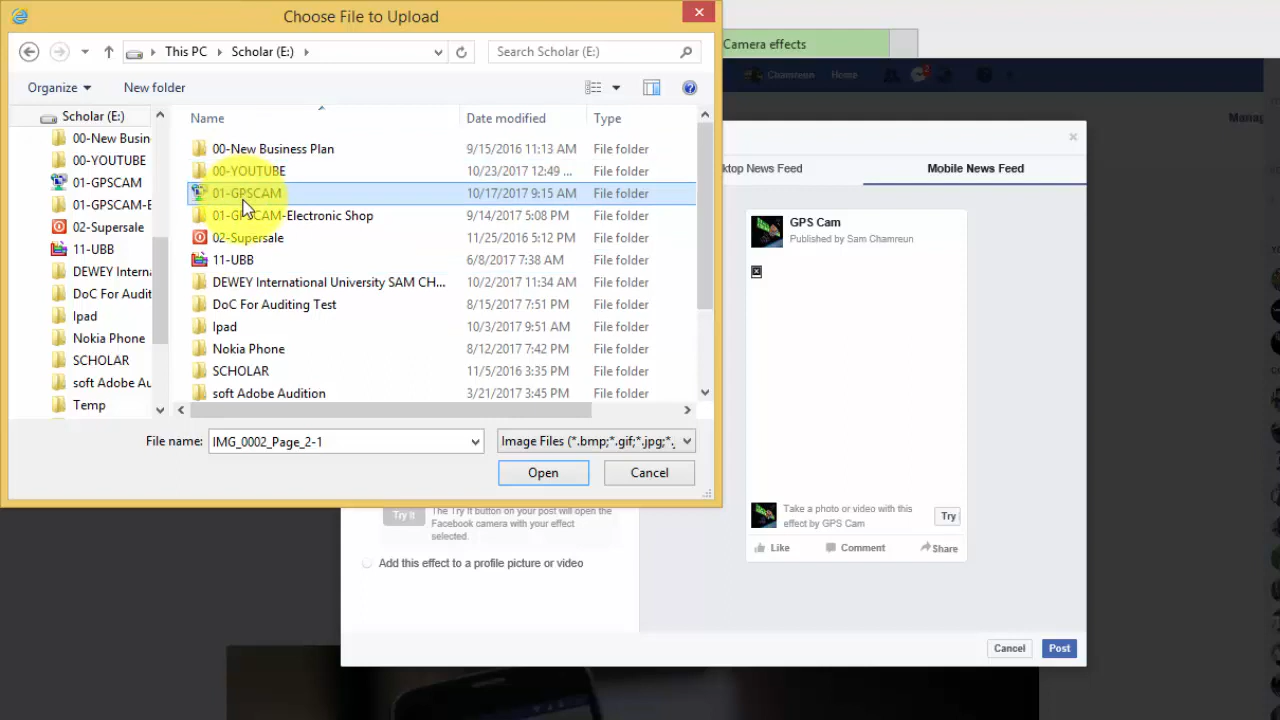 Choose File to Upload
This PC
Scholar (E:)
Search Scholar (E:)
Organize
New folder
Scholar (E:)
00-New Busin
00-YOUTUBE
01-GPSCAM
01-GPSCAM-E
02-Supersale
11-UBB
DEWEY Intern
DoC For Audit
Ipad
Nokia Phone
SCHOLAR
soft Adobe Au
Temp
Name
Date modified
Type
00-New Business Plan
9/15/2016 11:13 AM
File folder
00-YOUTUBE
10/23/2017 12:49 ...
File folder
01-GPSCAM
10/17/2017 9:15 AM
File folder
01-GPSCAM-Electronic Shop
9/14/2017 5:08 PM
File folder
02-Supersale
11/25/2016 5:12 PM
File folder
11-UBB
6/8/2017 7:38 AM
File folder
DEWEY International University SAM CH...
10/2/2017 11:34 AM
File folder
DoC For Auditing Test
8/15/2017 7:51 PM
File folder
Ipad
10/3/2017 9:51 AM
File folder
Nokia Phone
8/12/2017 7:42 PM
File folder
SCHOLAR
11/5/2016 3:35 PM
File folder
soft Adobe Audition
3/21/2017 3:45 PM
File folder
File name:
IMG_0002_Page_2-1
Image Files (*.bmp;*.gif;*.jpg;*.
Open
Cancel
Camera effects
Chamreun
Home
2
Manag
ktop News Feed
Mobile News Feed
GPS Cam
Published by Sam Chamreun
Take a photo or video with this
effect by GPS Cam
Try
Like
Comment
Share
Try It
The Try It button on your post will open the
Facebook camera with your effect
selected.
Add this effect to a profile picture or video
Cancel
Post